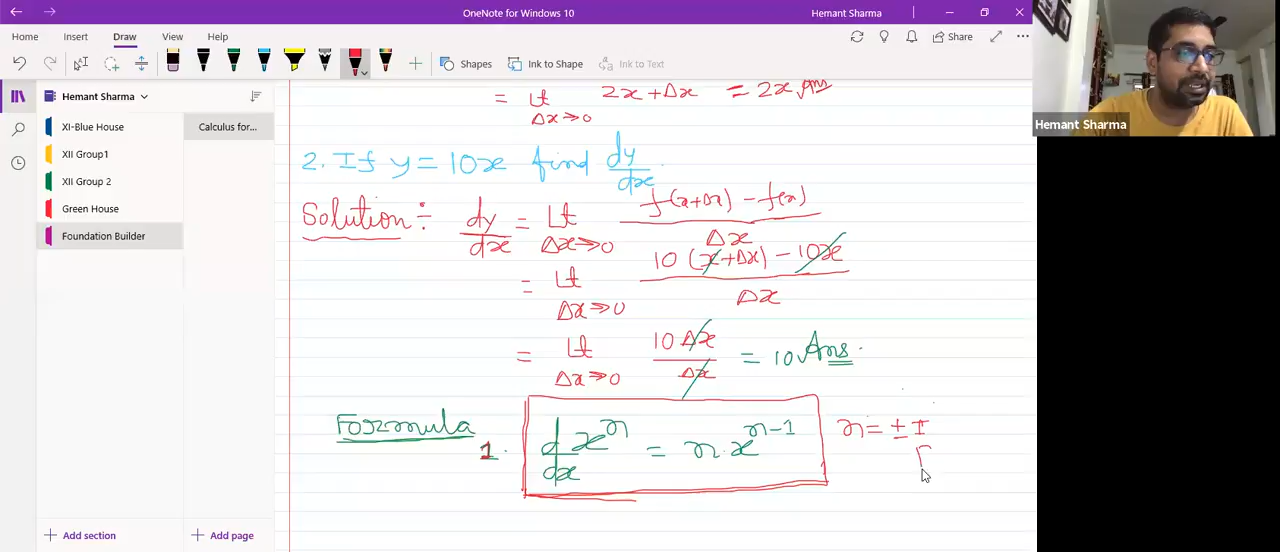 OneNote for Windows 10
Hemant Sharma
Home Insert Draw View Help
Share
Shapes Ink to Shape Ink to Text
Hemant Sharma
XI-Blue House
XII Group1
XII Group 2
Green House
Foundation Builder
Add section
Calculus for...
Add page
= Lt Δx→0 2x+Δx = 2x Ans
2. If y = 10x find dy/dx.
Solution:- dy/dx = Lt Δx→0 f(x+Δx) - f(x) / Δx
= Lt Δx→0 10 (x+Δx) - 10x / Δx
= Lt Δx→0 10 Δx / Δx = 10 Ans.
Formula 1. d/dx x^n = n.x^n-1 n = ± I
Hemant Sharma